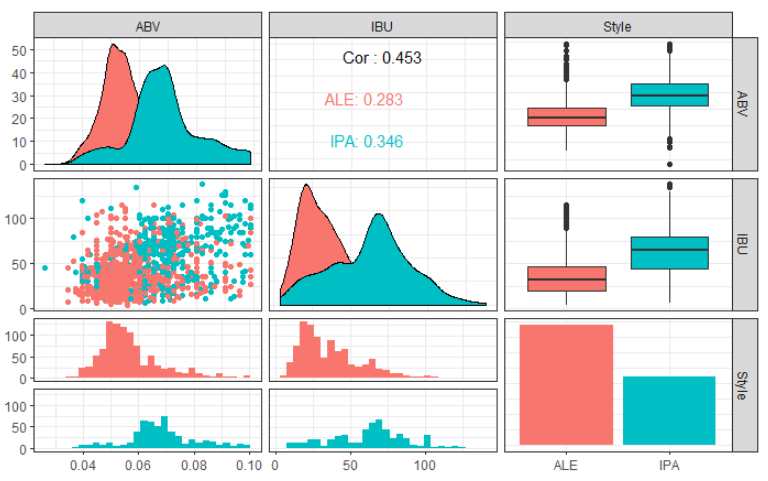 ABV IBU Style
50
40
30
20
10
0
Cor : 0.453
ALE: 0.283
IPA: 0.346
ABV
100
50
0
IBU
100
50
0
Style
100
50
0
0.04 0.06 0.08 0.10 0 50 100 ALE IPA